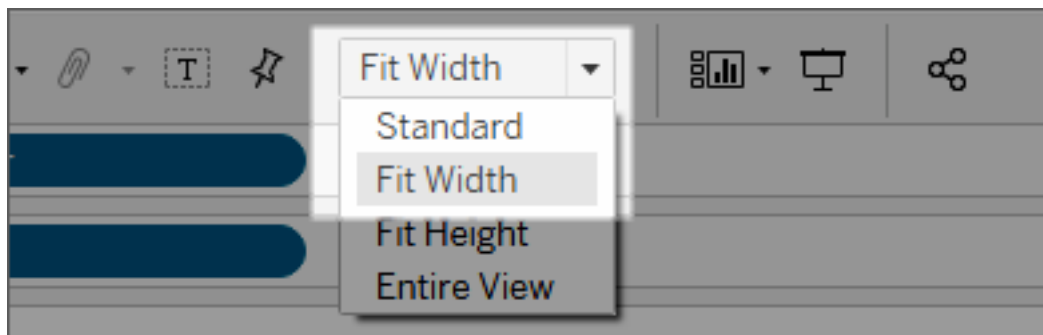 T
Fit Width
Standard
Fit Width
Fit Height
Entire View